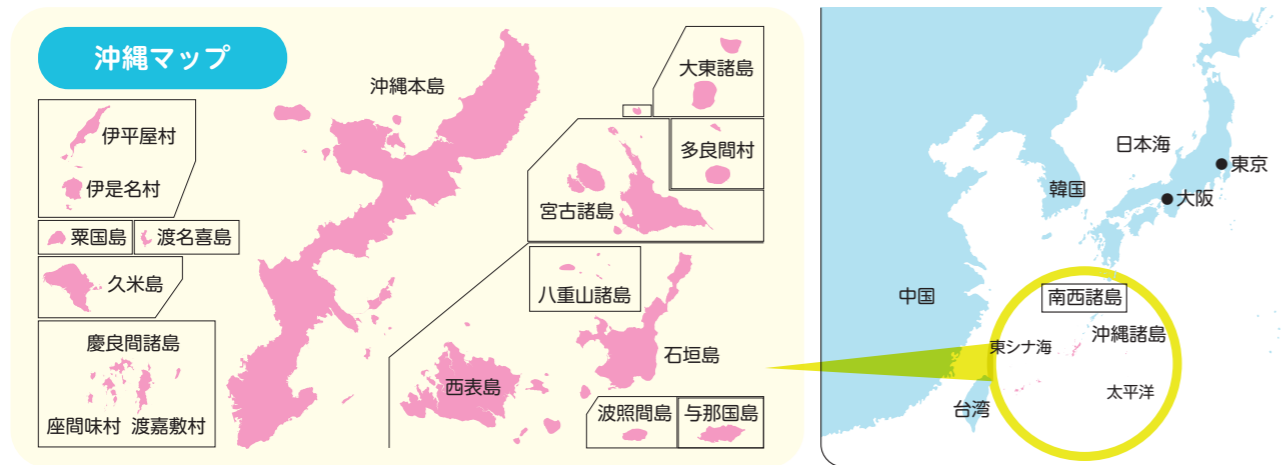 沖縄マップ
沖縄本島
伊平屋村
伊是名村
粟国島
渡名喜島
久米島
慶良間諸島
座間味村
渡嘉敷村
大東諸島
多良間村
宮古諸島
八重山諸島
石垣島
西表島
波照間島
与那国島
日本海
東京
韓国
大阪
中国
南西諸島
沖縄諸島
東シナ海
太平洋
台湾